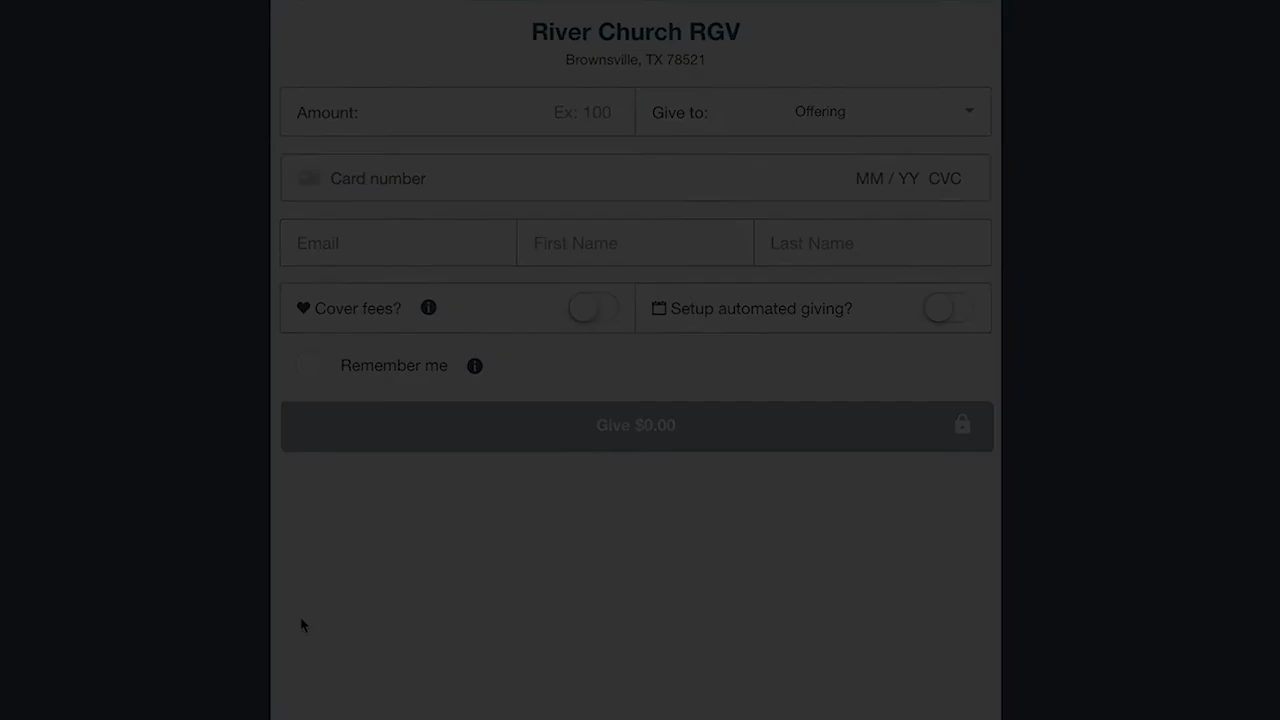 River Church RGV
Brownsville, TX 78521
Amount: Ex: 100 Give to: Offering
Card number MM / YY CVC
Email First Name Last Name
Cover fees? Setup automated giving?
Remember me
Give $0.00